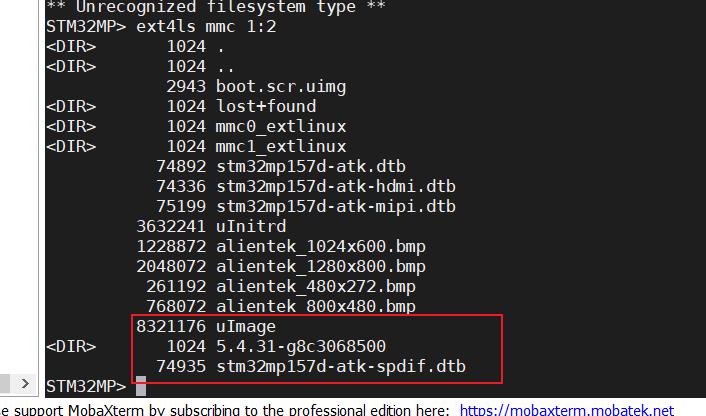 ** Unrecognized filesystem type **
STM32MP> ext4ls mmc 1:2
<DIR>       1024 .
<DIR>       1024 ..
            2943 boot.scr.uimg
<DIR>       1024 lost+found
<DIR>       1024 mmc0_extlinux
<DIR>       1024 mmc1_extlinux
           74892 stm32mp157d-atk.dtb
           74336 stm32mp157d-atk-hdmi.dtb
           75199 stm32mp157d-atk-mipi.dtb
         3632241 uInitrd
         1228872 alientek_1024x600.bmp
         2048072 alientek_1280x800.bmp
          261192 alientek_480x272.bmp
          768072 alientek_800x480.bmp
         8321176 uImage
<DIR>       1024 5.4.31-g8c3068500
           74935 stm32mp157d-atk-spdif.dtb
STM32MP>
se support MobaXterm by subscribing to the professional edition here: https://mobaxterm.mobatek.net